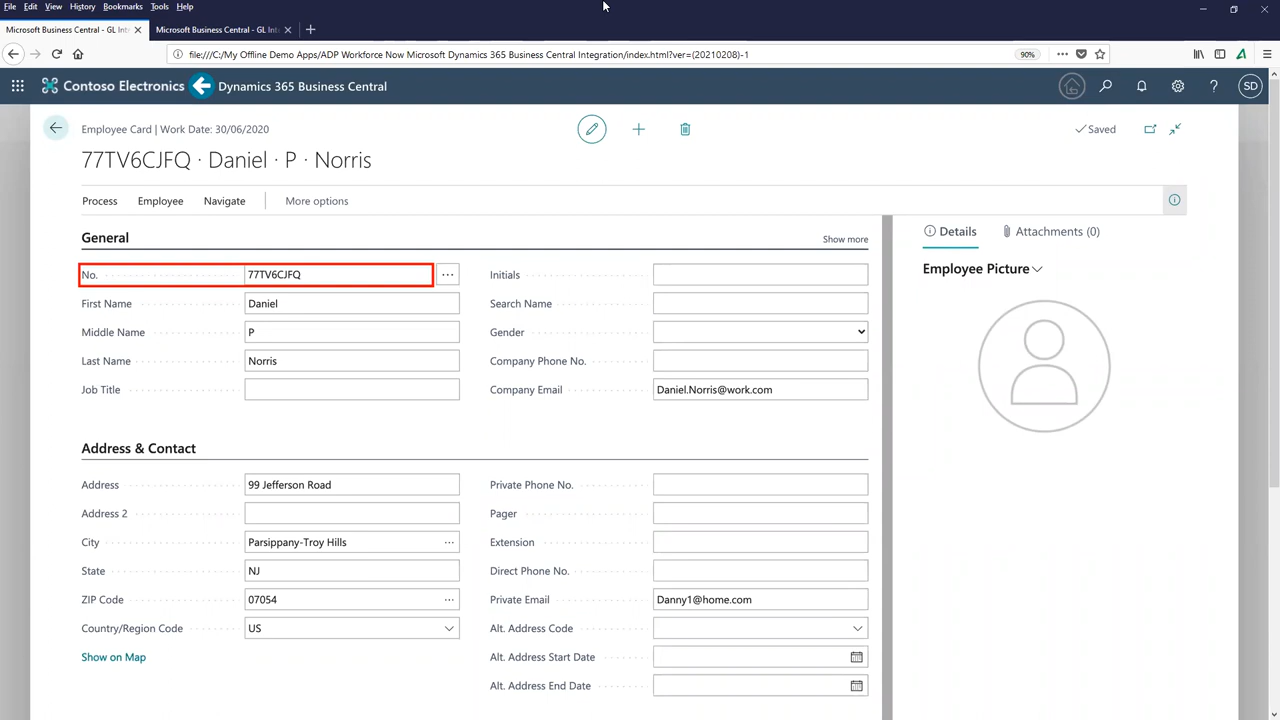 File Edit View History Bookmarks Tools Help
Microsoft Business Central - GL Inte Microsoft Business Central - GL Inte
file:///C:/My Offline Demo Apps/ADP Workforce Now Microsoft Dynamics 365 Business Central Integration/index.html?ver=(20210208)-1 90%
Contoso Electronics Dynamics 365 Business Central SD
Employee Card | Work Date: 30/06/2020 Saved
77TV6CJFQ · Daniel · P · Norris
Process Employee Navigate More options
General Show more
Details Attachments (0)
Employee Picture
No. 77TV6CJFQ
First Name Daniel
Middle Name P
Last Name Norris
Job Title
Initials
Search Name
Gender
Company Phone No.
Company Email Daniel.Norris@work.com
Address & Contact
Address 99 Jefferson Road
Address 2
City Parsippany-Troy Hills
State NJ
ZIP Code 07054
Country/Region Code US
Show on Map
Private Phone No.
Pager
Extension
Direct Phone No.
Private Email Danny1@home.com
Alt. Address Code
Alt. Address Start Date
Alt. Address End Date